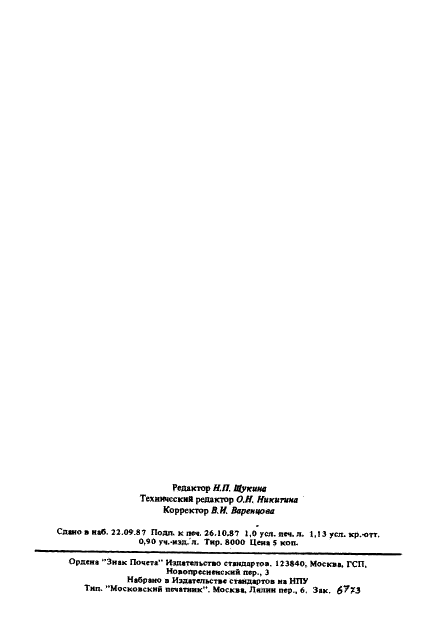 Редактор Н.П. Щукина
Технический редактор О.Н. Никитина
Корректор В.И. Варенцова
Сдано в наб. 22.09.87 Подп. к печ. 26.10.87 1,0 усл. печ. л. 1,13 усл. кр.-отт.
0,90 уч.-изд. л. Тир. 8000 Цена 5 коп.
Ордена "Знак Почета" Издательство стандартов. 123840, Москва, ГСП,
Новопресненский пер., 3
Набрано в Издательстве стандартов на НПУ
Тип. "Московский печатник". Москва, Лялин пер., 6. Зак. 6773